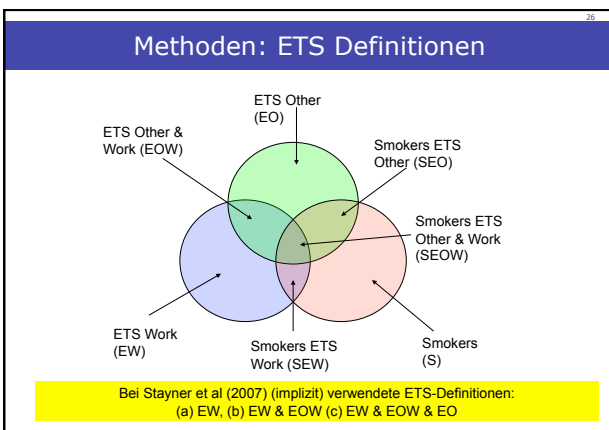 26
Methoden: ETS Definitionen
ETS Other
(EO)
ETS Other &
Work (EOW)
Smokers ETS
Other (SEO)
Smokers ETS
Other & Work
(SEOW)
ETS Work
(EW)
Smokers ETS
Work (SEW)
Smokers
(S)
Bei Stayner et al (2007) (implizit) verwendete ETS-Definitionen:
(a) EW, (b) EW & EOW (c) EW & EOW & EO